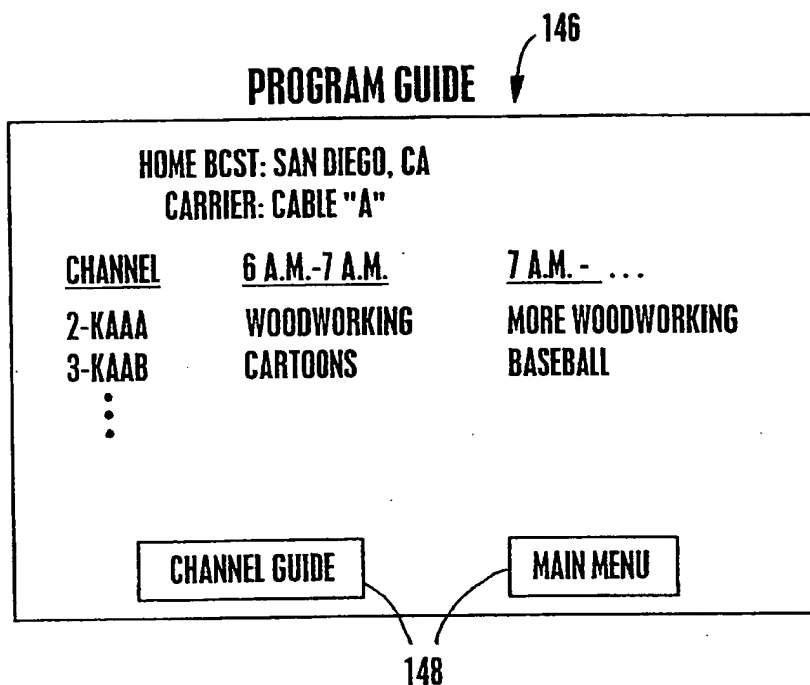 146
PROGRAM GUIDE
HOME BCST: SAN DIEGO, CA
CARRIER: CABLE "A"
CHANNEL 6 A.M.-7 A.M. 7 A.M. - ...
2-KAAA WOODWORKING MORE WOODWORKING
3-KAAB CARTOONS BASEBALL
CHANNEL GUIDE MAIN MENU
148